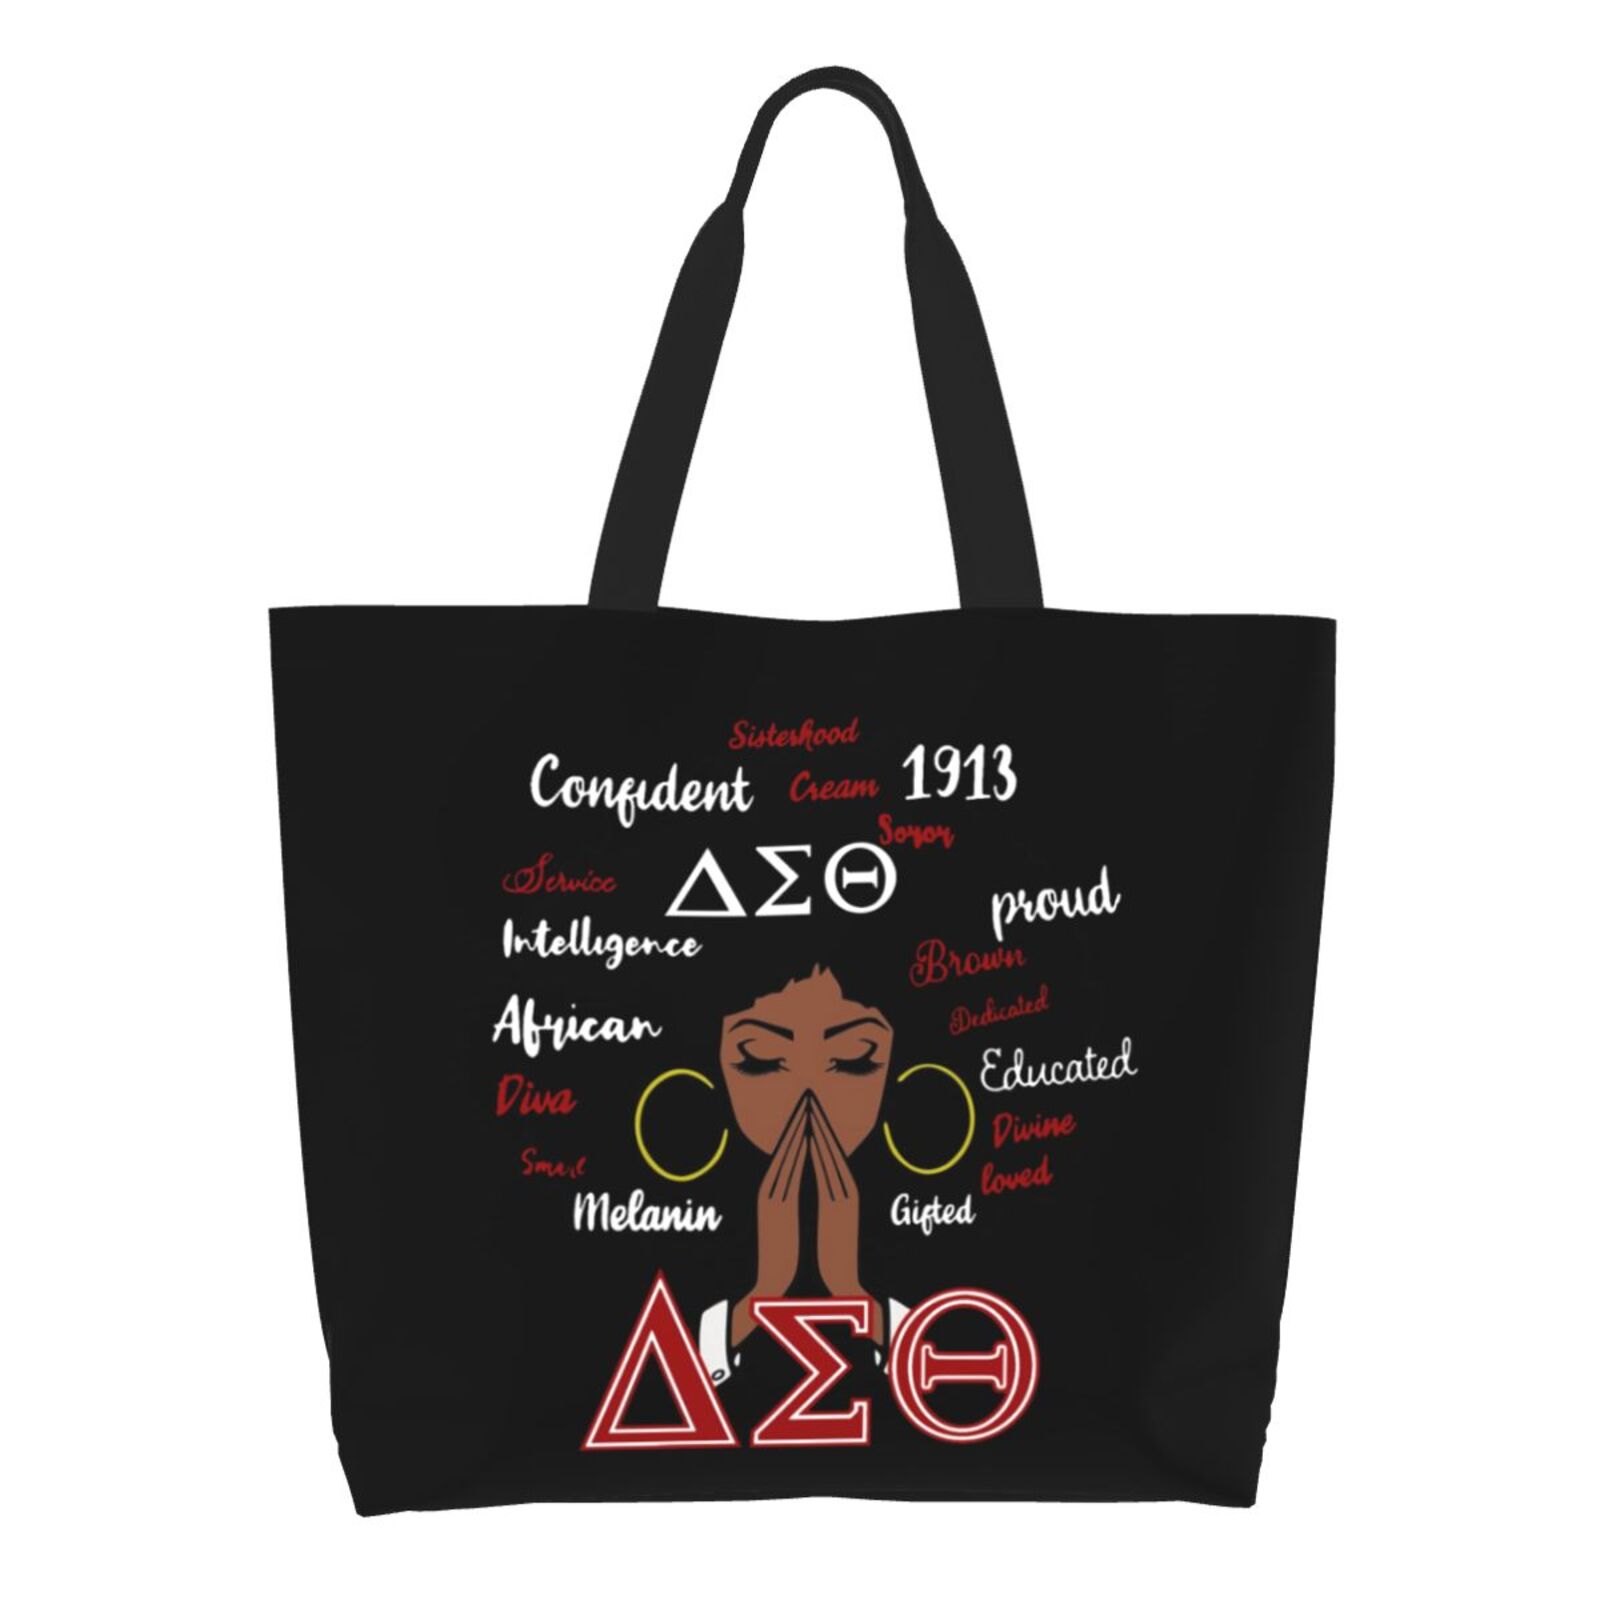 Sisterhood
Confident
Cream
1913
Soror
Service
ΔΣΘ
proud
Intelligence
Brown
African
Dedicated
Educated
Diva
Divine
Smart
loved
Melanin
Gifted
ΔΣΘ